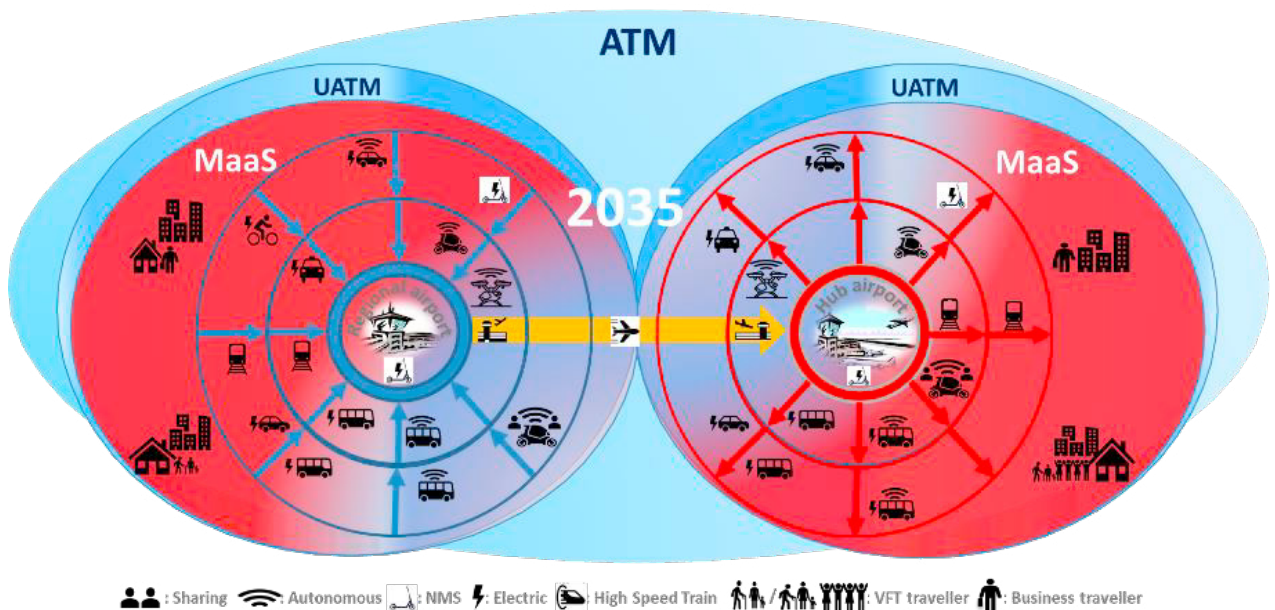 ATM
UATM
UATM
MaaS
MaaS
2035
Regional airport
Hub airport
: Sharing : Autonomous : NMS : Electric : High Speed Train / : VFT traveller : Business traveller